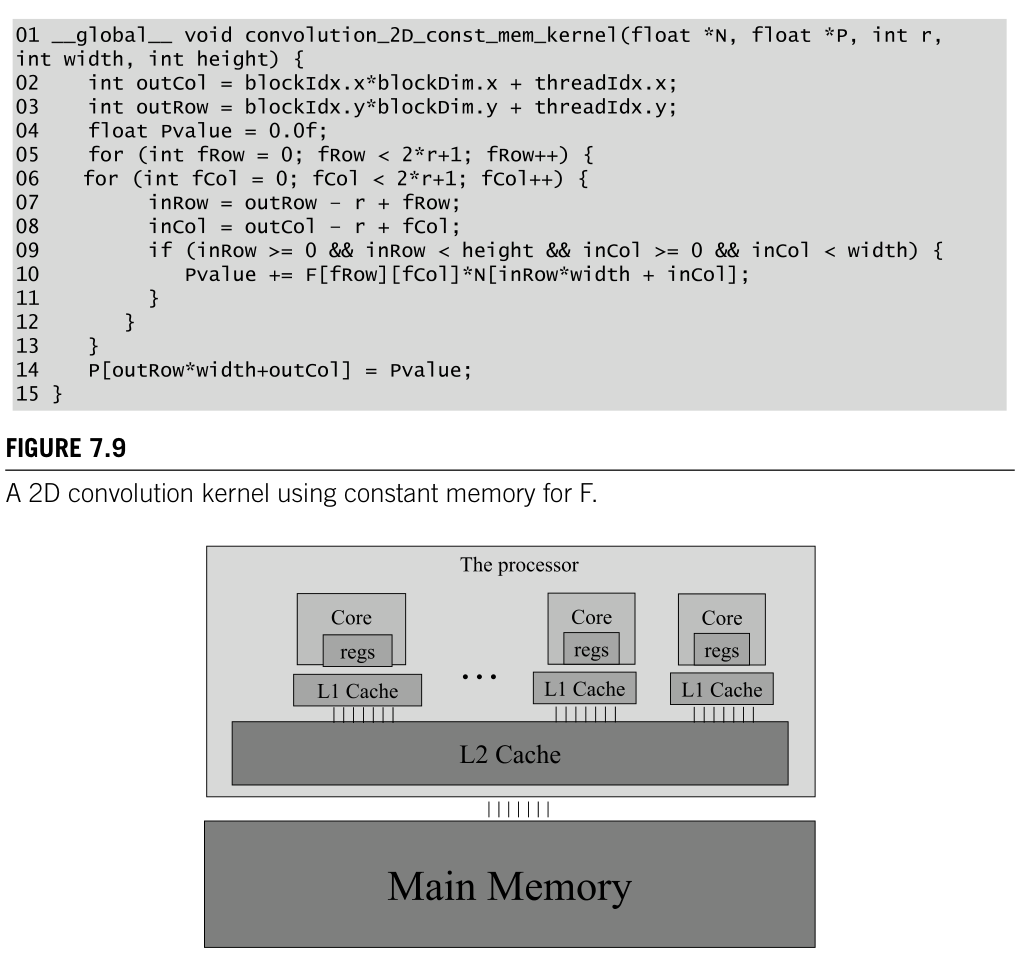 01 __global__ void convolution_2D_const_mem_kernel(float *N, float *P, int r,
int width, int height) {
02    int outCol = blockIdx.x*blockDim.x + threadIdx.x;
03    int outRow = blockIdx.y*blockDim.y + threadIdx.y;
04    float Pvalue = 0.0f;
05    for (int fRow = 0; fRow < 2*r+1; fRow++) {
06    for (int fCol = 0; fCol < 2*r+1; fCol++) {
07         inRow = outRow − r + fRow;
08         inCol = outCol − r + fCol;
09         if (inRow >= 0 && inRow < height && inCol >= 0 && inCol < width) {
10            Pvalue += F[fRow][fCol]*N[inRow*width + inCol];
11         }
12       }
13    }
14    P[outRow*width+outCol] = Pvalue;
15 }
FIGURE 7.9
A 2D convolution kernel using constant memory for F.
The processor
Core Core Core
regs regs regs
L1 Cache ... L1 Cache L1 Cache
L2 Cache
Main Memory